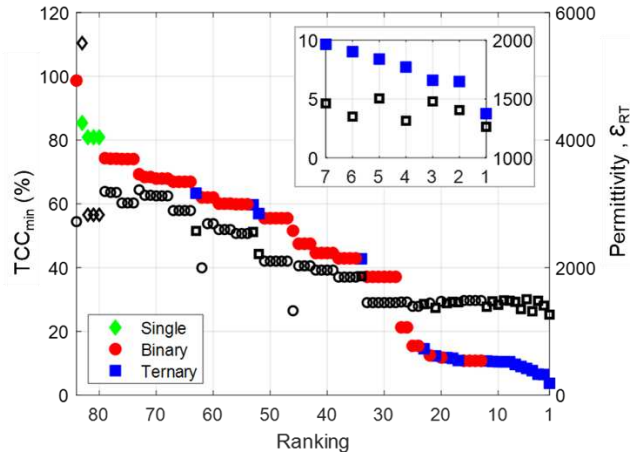 120
100
80
60
40
20
0
TCCmin (%)
6000
4000
2000
0
Permittivity , εRT
80 70 60 50 40 30 20 10 1
Ranking
Single
Binary
Ternary
10
5
0
2000
1500
1000
7 6 5 4 3 2 1